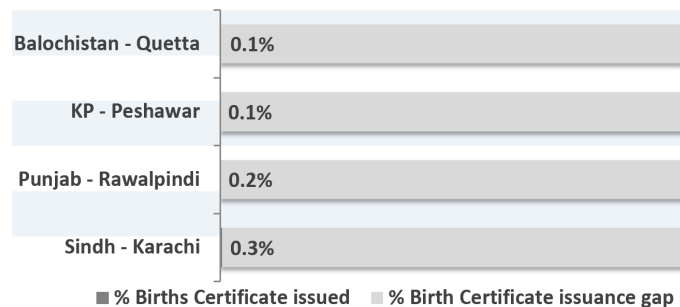 Balochistan - Quetta 0.1%
KP - Peshawar 0.1%
Punjab - Rawalpindi 0.2%
Sindh - Karachi 0.3%
% Births Certificate issued % Birth Certificate issuance gap